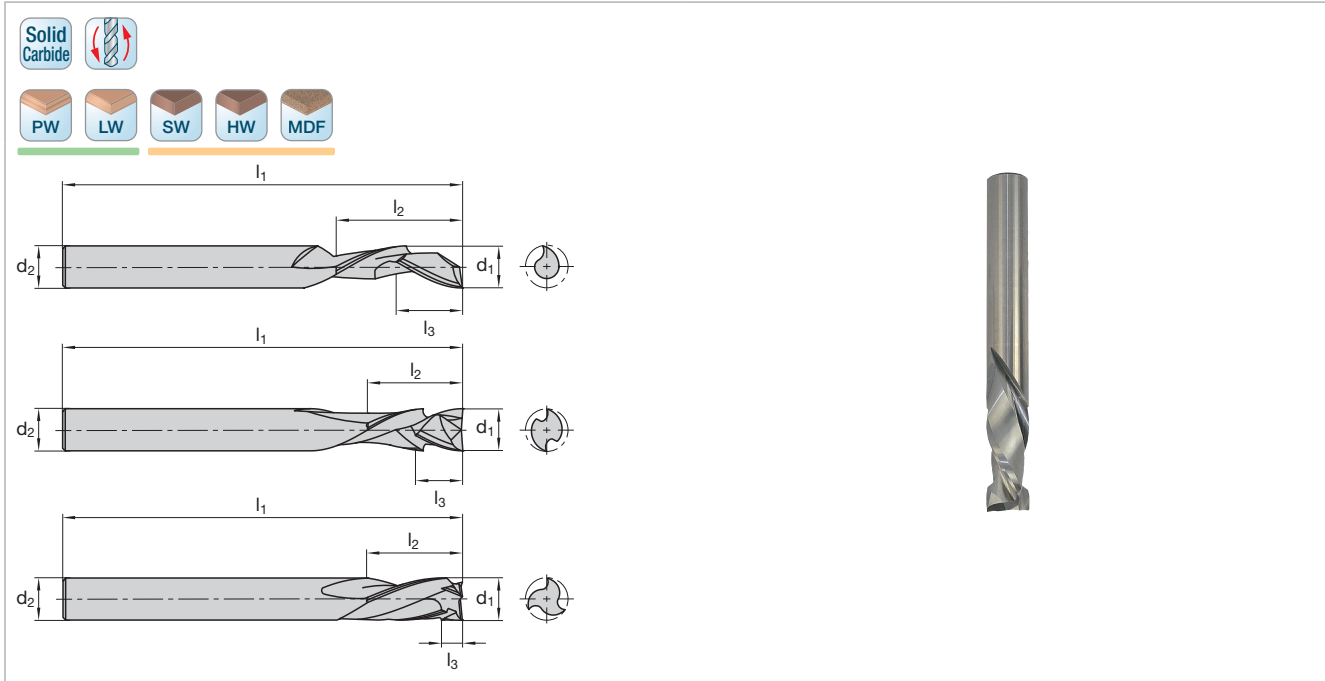 Solid
Carbide
PW LW SW HW MDF
l₁
l₂
d₂ d₁
l₃
l₁
l₂
d₂ d₁
l₃
l₁
l₂
d₂ d₁
l₃